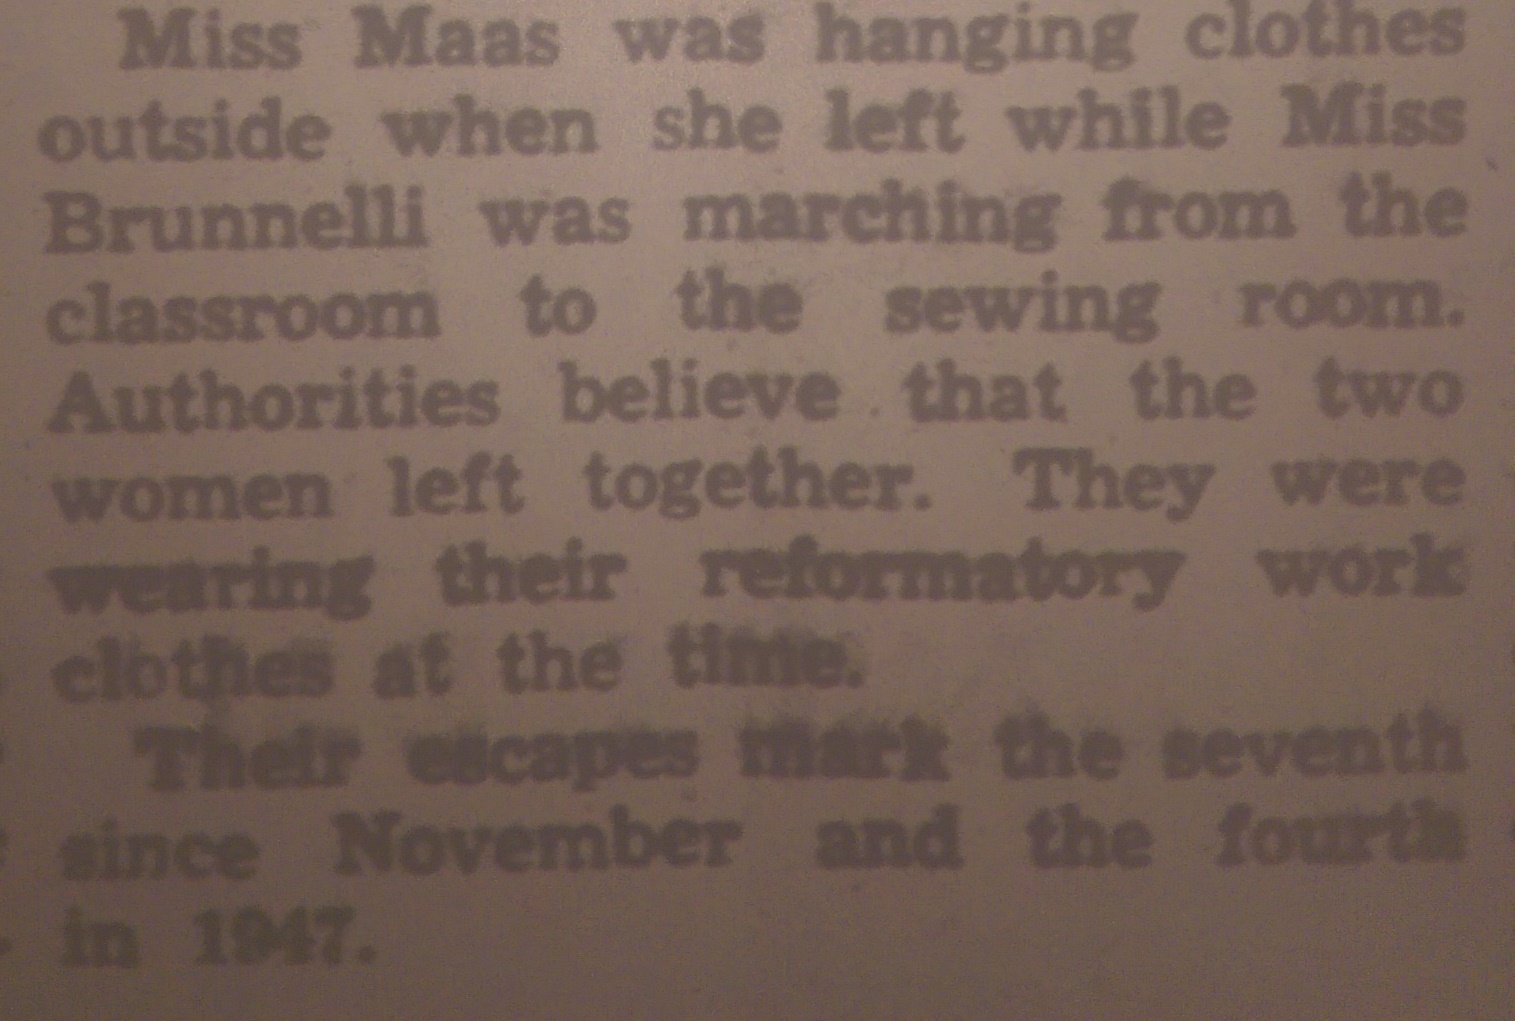 Miss Maas was hanging clothes
outside when she left while Miss
Brunnelli was marching from the
classroom to the sewing room.
Authorities believe that the two
women left together. They were
wearing their reformatory work
clothes at the time.
Their escapes mark the seventh
since November and the fourth
in 1947.